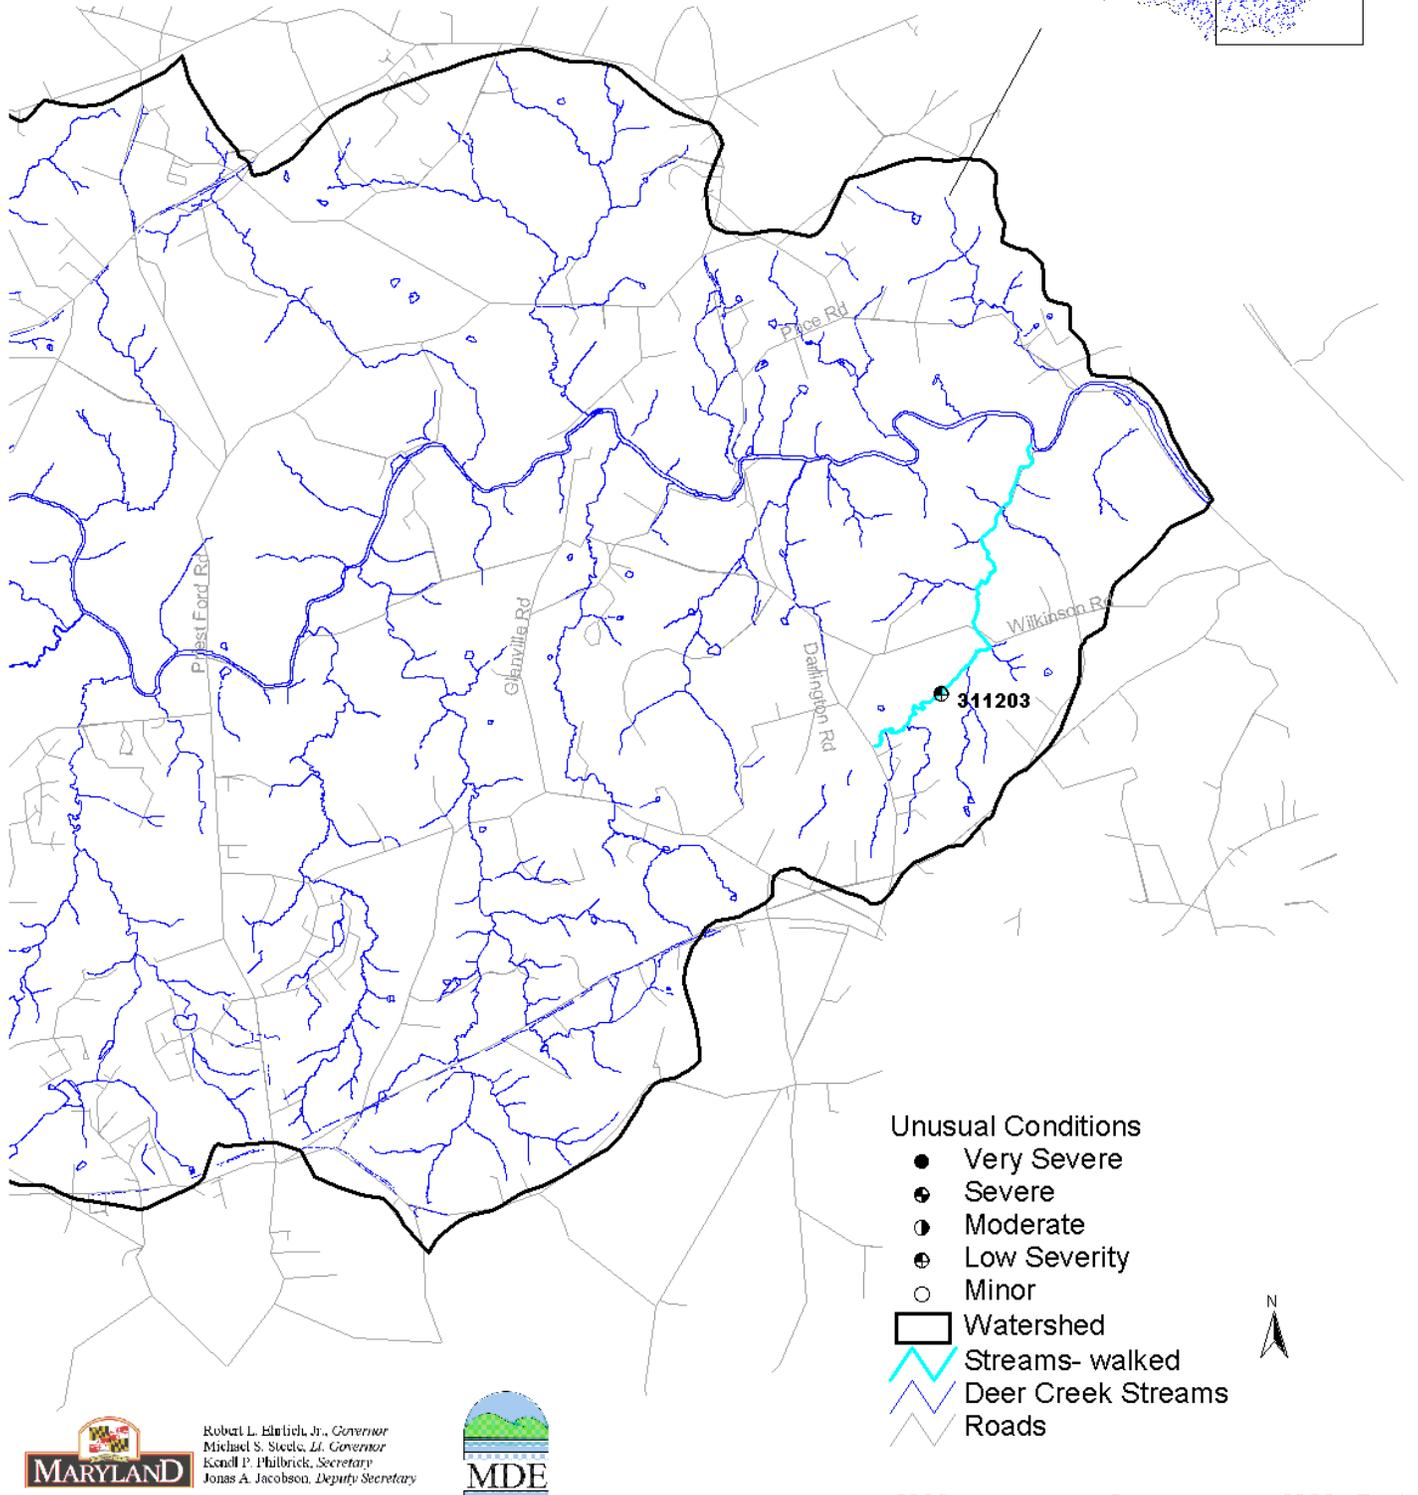 Price Rd
Priest Ford Rd
Glenville Rd
Wilkinson Rd
Darlington Rd
311203
Unusual Conditions
Very Severe
Severe
Moderate
Low Severity
Minor
Watershed
Streams- walked
Deer Creek Streams
Roads
N
Robert L. Ehrlich, Jr., Governor
Michael S. Steele, Lt. Governor
Kendl P. Philbrick, Secretary
Jonas A. Jacobson, Deputy Secretary
MARYLAND
MDE